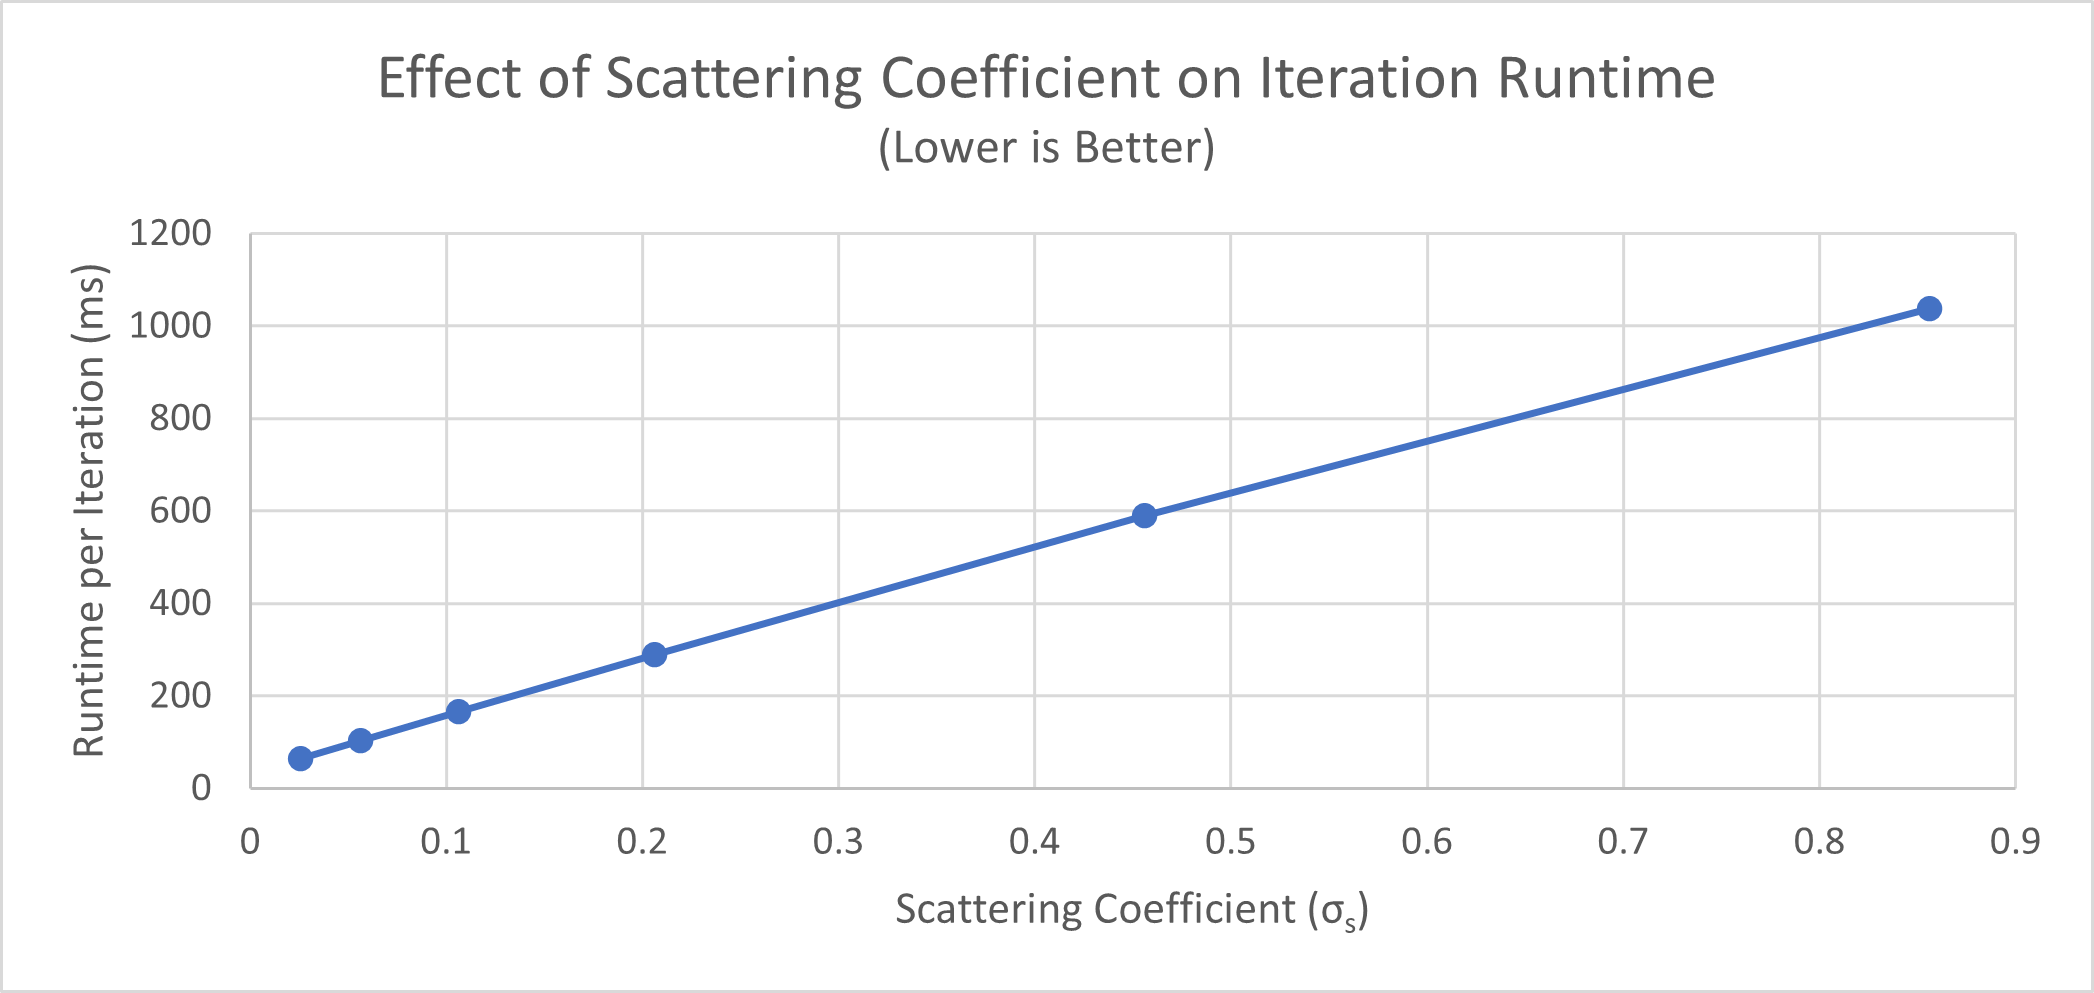 Effect of Scattering Coefficient on Iteration Runtime
(Lower is Better)
Runtime per Iteration (ms)
1200
1000
800
600
400
200
0
0 0.1 0.2 0.3 0.4 0.5 0.6 0.7 0.8 0.9
Scattering Coefficient (σₛ)